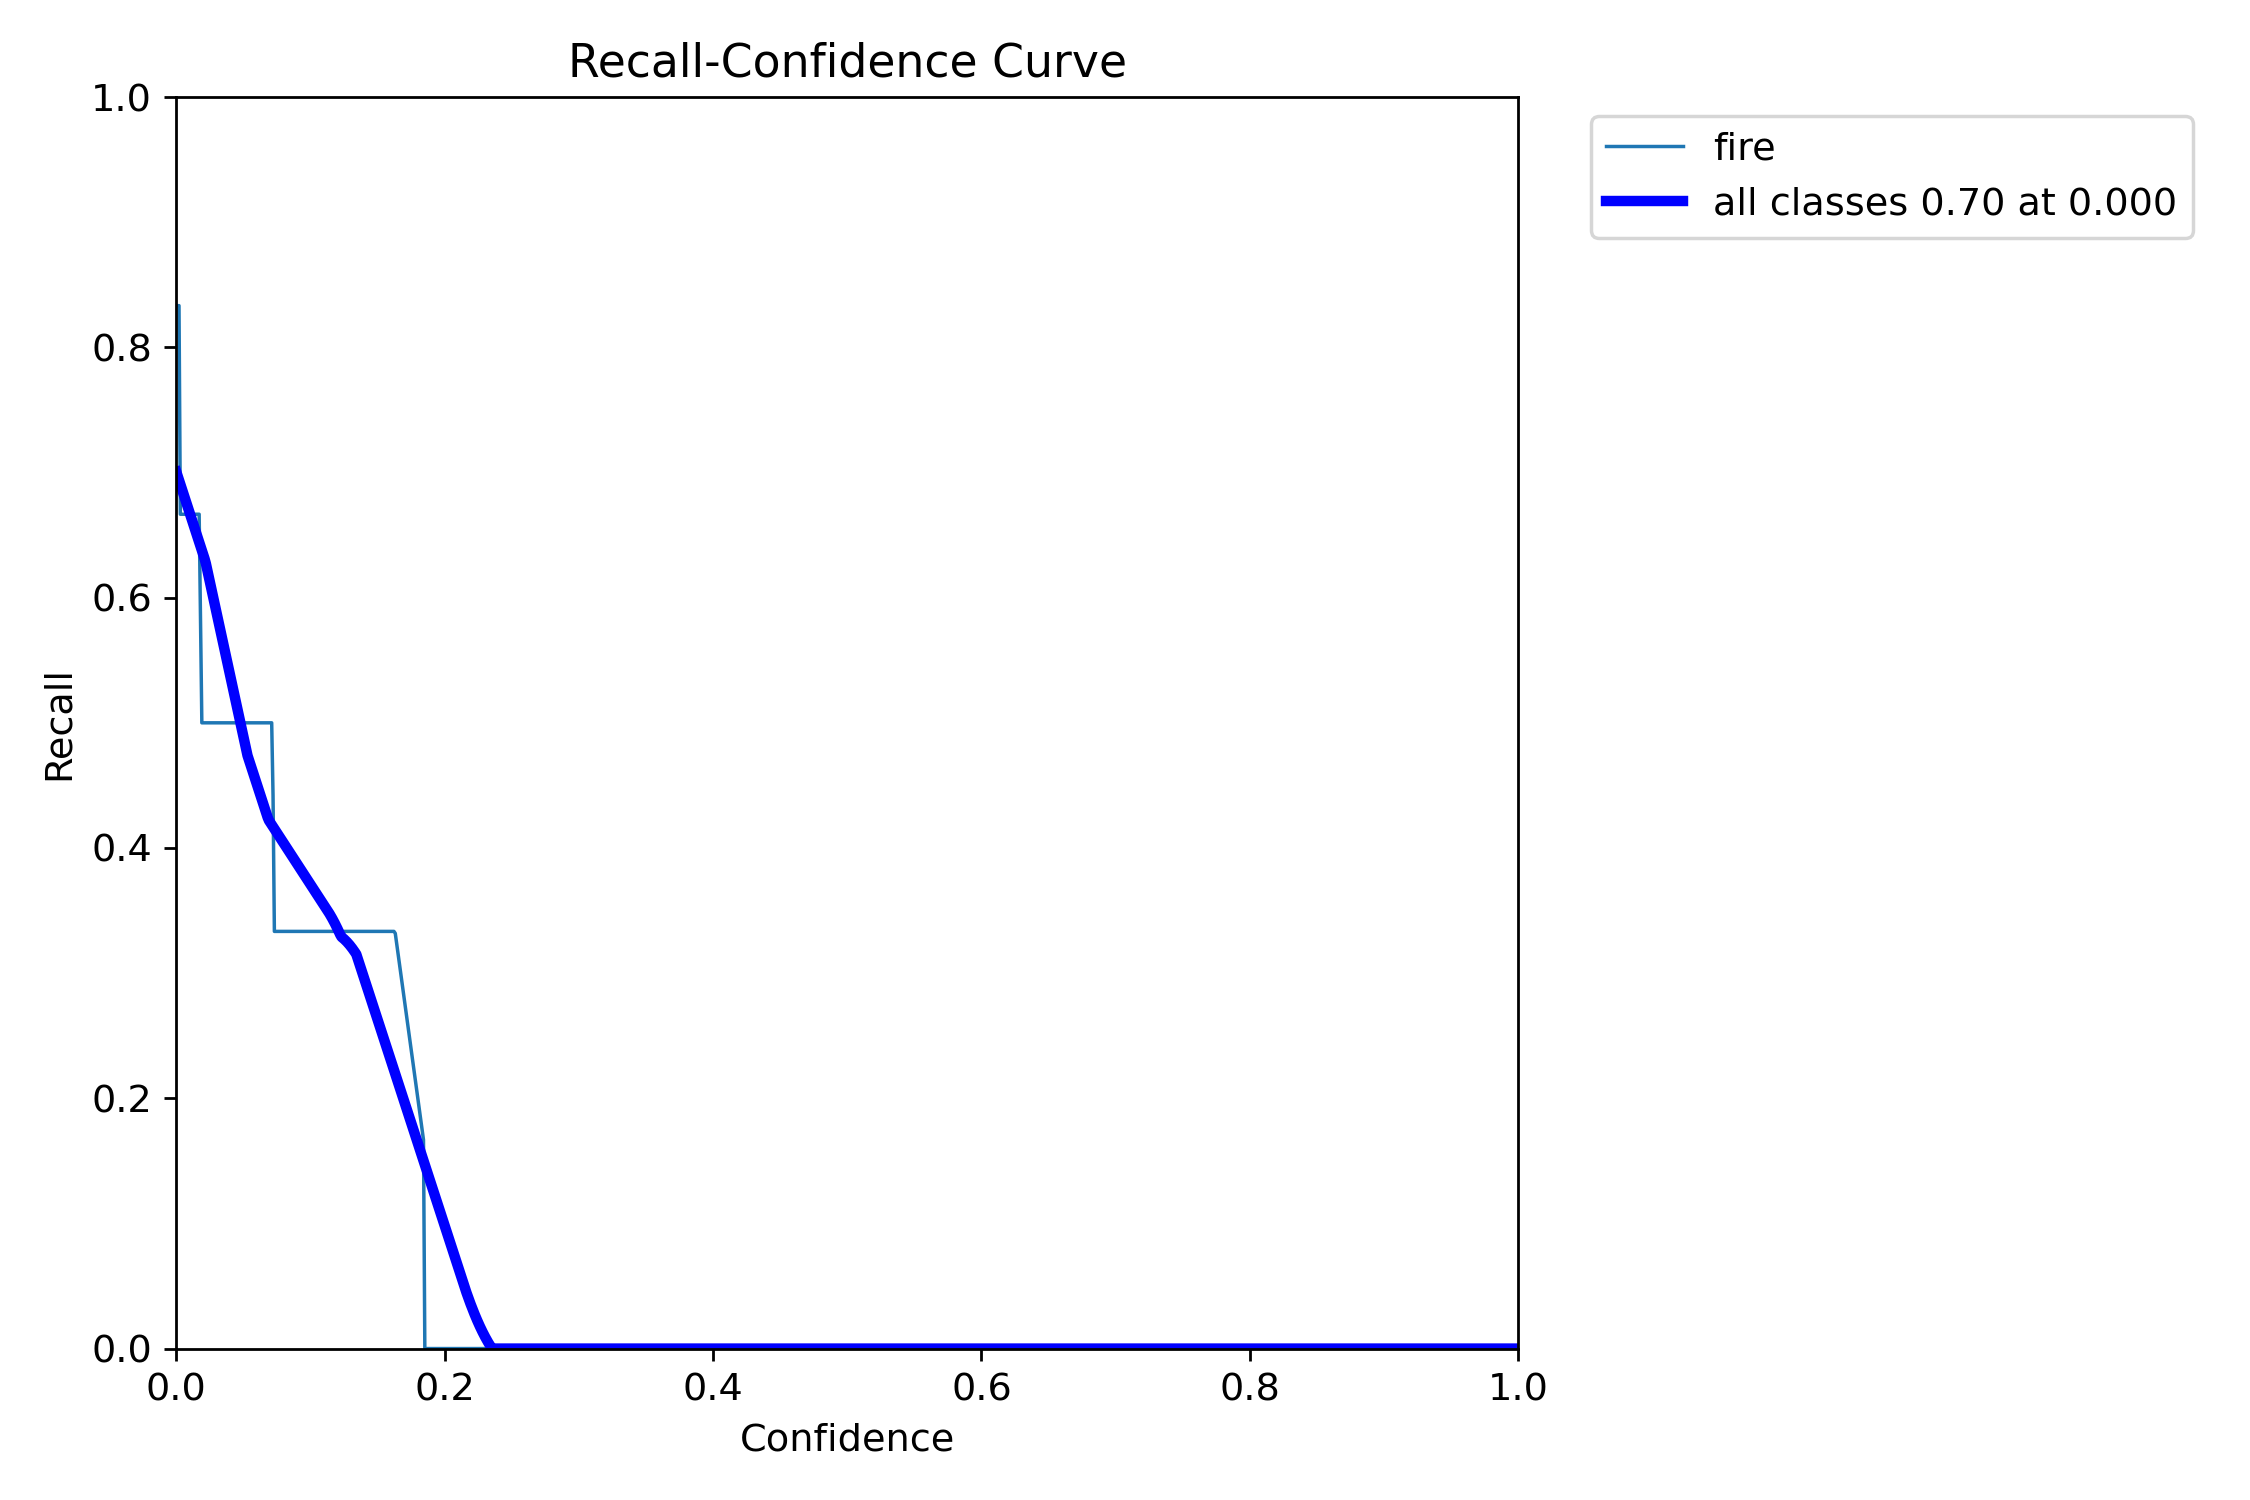 Recall-Confidence Curve
1.0
0.8
0.6
0.4
0.2
0.0
Recall
0.0 0.2 0.4 0.6 0.8 1.0
Confidence
fire
all classes 0.70 at 0.000